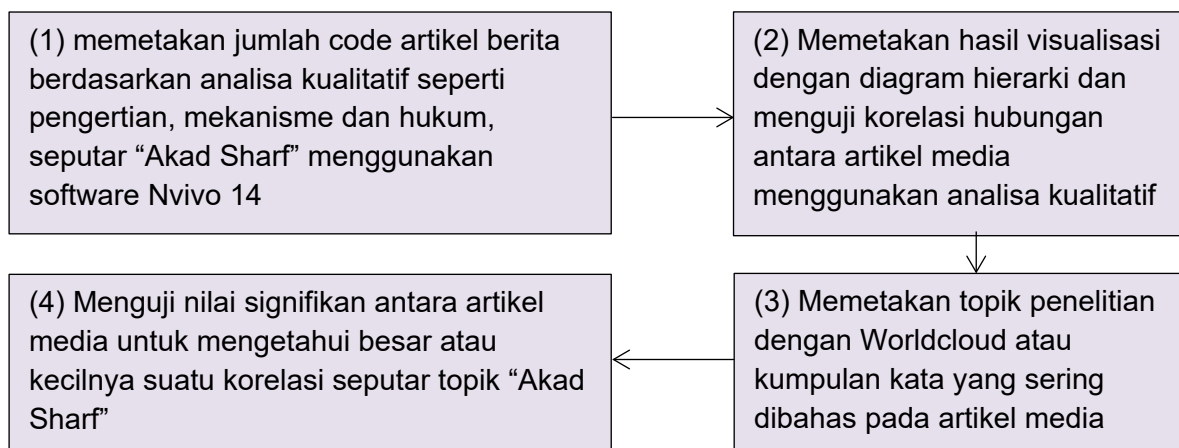 (1) memetakan jumlah code artikel berita
berdasarkan analisa kualitatif seperti
pengertian, mekanisme dan hukum,
seputar “Akad Sharf” menggunakan
software Nvivo 14
(2) Memetakan hasil visualisasi
dengan diagram hierarki dan
menguji korelasi hubungan
antara artikel media
menggunakan analisa kualitatif
(3) Memetakan topik penelitian
dengan Worldcloud atau
kumpulan kata yang sering
dibahas pada artikel media
(4) Menguji nilai signifikan antara artikel
media untuk mengetahui besar atau
kecilnya suatu korelasi seputar topik “Akad
Sharf”